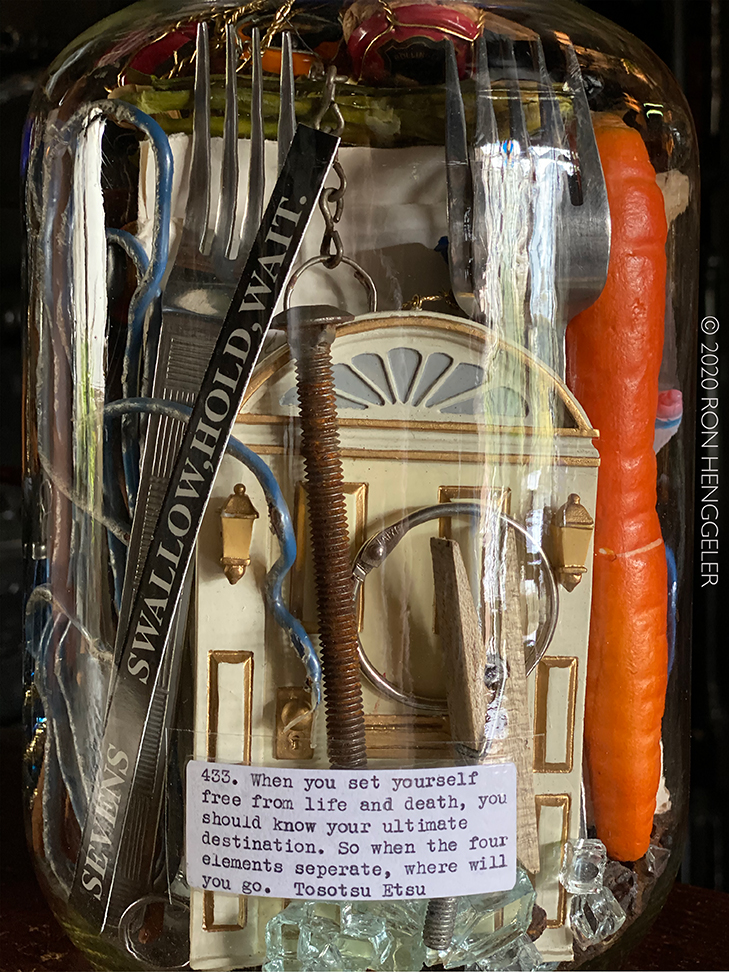 SWALLOW, HOLD, WAIT.
SEVENS
433. When you set yourself
free from life and death, you
should know your ultimate
destination. So when the four
elements seperate, where will
you go. Tosotsu Etsu
© 2020 RON HENGGELER